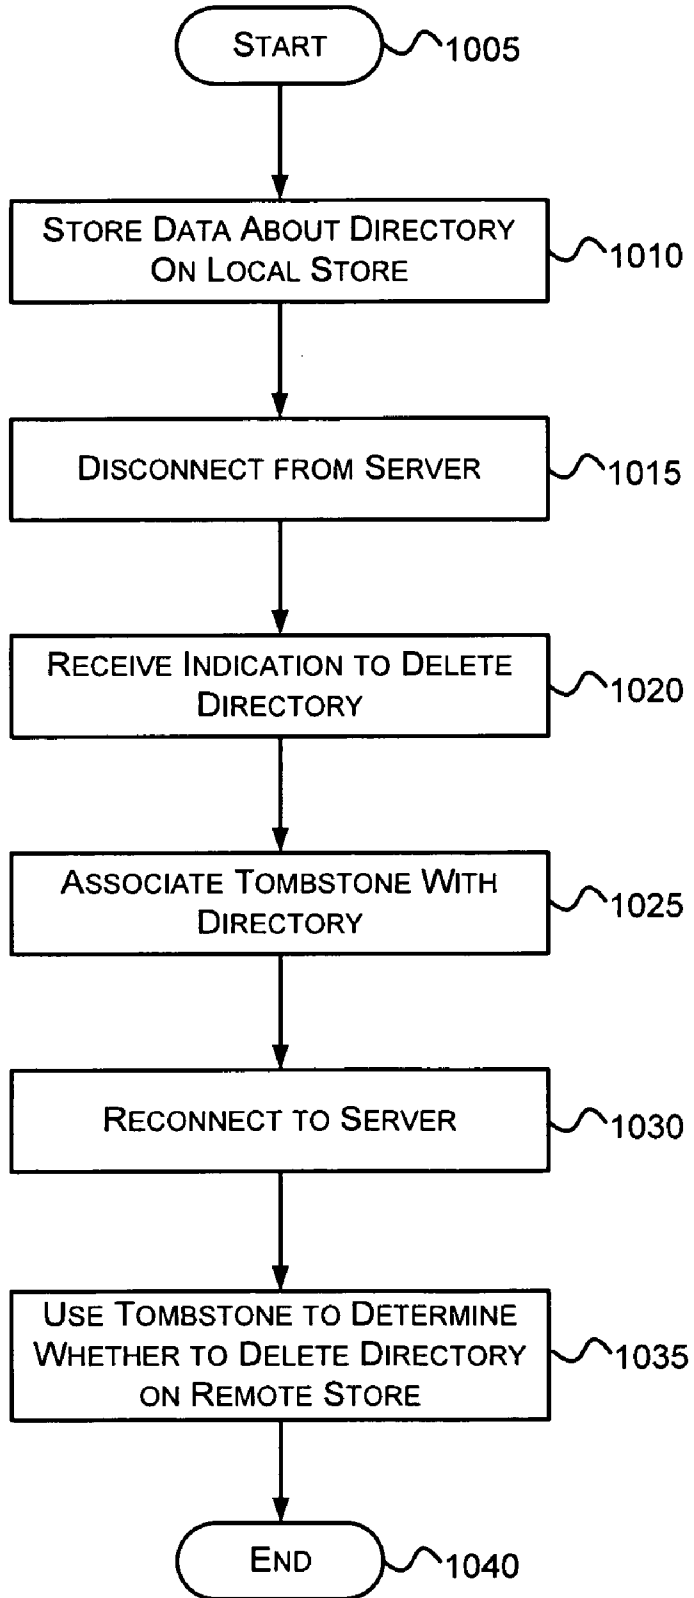 START
1005
STORE DATA ABOUT DIRECTORY
ON LOCAL STORE
1010
DISCONNECT FROM SERVER
1015
RECEIVE INDICATION TO DELETE
DIRECTORY
1020
ASSOCIATE TOMBSTONE WITH
DIRECTORY
1025
RECONNECT TO SERVER
1030
USE TOMBSTONE TO DETERMINE
WHETHER TO DELETE DIRECTORY
ON REMOTE STORE
1035
END
1040